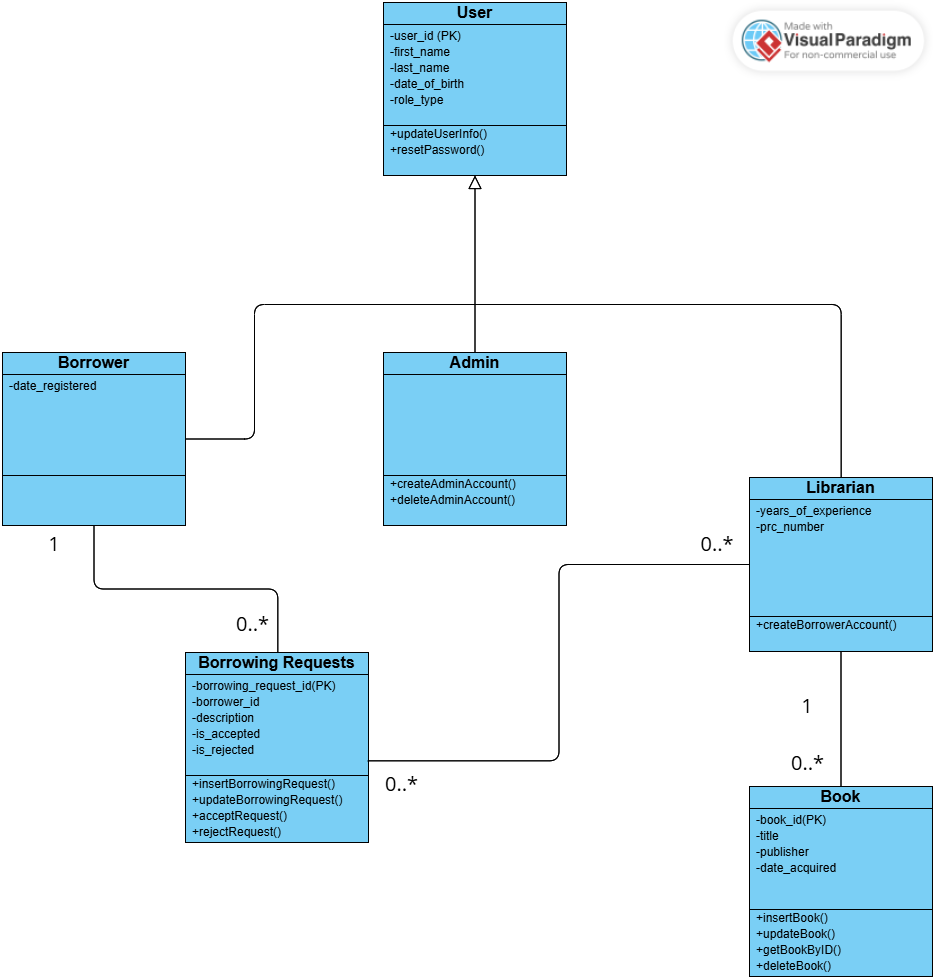 User
-user_id (PK)
-first_name
-last_name
-date_of_birth
-role_type
+updateUserInfo()
+resetPassword()
Made with
Visual Paradigm
For non-commercial use
Borrower
-date_registered
Admin
+createAdminAccount()
+deleteAdminAccount()
Librarian
-years_of_experience
-prc_number
+createBorrowerAccount()
1
0..*
0..*
0..*
Borrowing Requests
-borrowing_request_id(PK)
-borrower_id
-description
-is_accepted
-is_rejected
+insertBorrowingRequest()
+updateBorrowingRequest()
+acceptRequest()
+rejectRequest()
1
0..*
Book
-book_id(PK)
-title
-publisher
-date_acquired
+insertBook()
+updateBook()
+getBookByID()
+deleteBook()